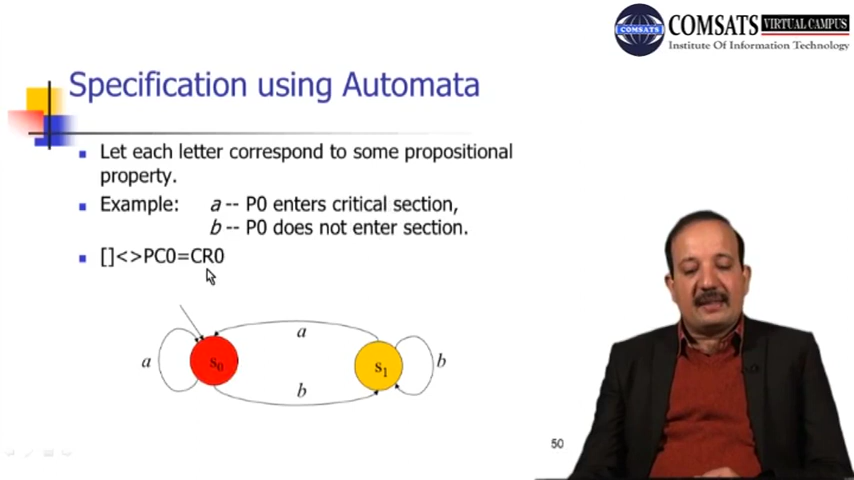 COMSATS VIRTUAL CAMPUS
COMSATS
Institute Of Information Technology
Specification using Automata
Let each letter correspond to some propositional
property.
Example: a -- P0 enters critical section,
b -- P0 does not enter section.
[]<>PC0=CR0
a
a
s0
s1
b
b
50